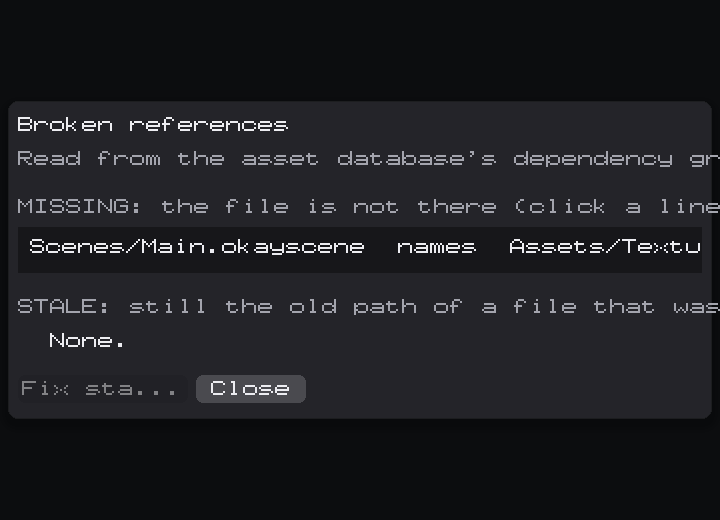 Broken references
Read from the asset database's dependency gr
MISSING: the file is not there (click a line
Scenes/Main.okayscene names Assets/Textu
STALE: still the old path of a file that was
None.
Fix sta... Close